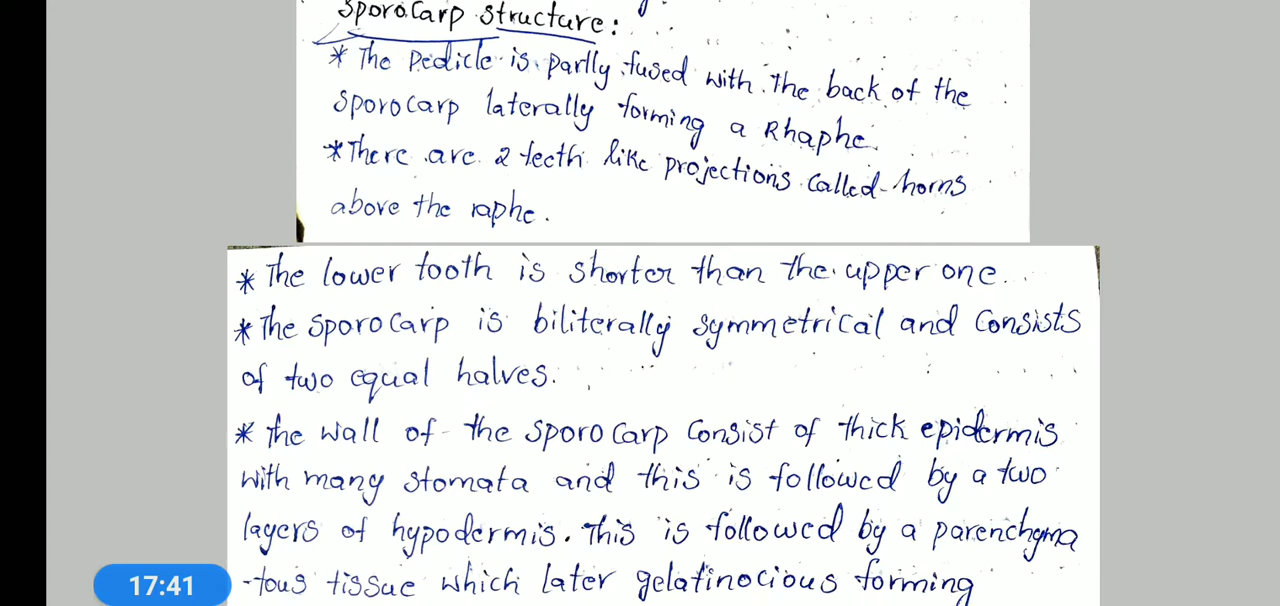 Sporocarp structure:
* The Pedicle is partly fused with the back of the
sporocarp laterally forming a Rhaphe.
* There are 2 teeth like projections called horns
above the raphe.
* The lower tooth is shorter than the upper one.
* The sporocarp is biliterally symmetrical and consists
of two equal halves.
* The wall of the sporocarp consist of thick epidermis
with many stomata and this is followed by a two
layers of hypodermis. This is followed by a parenchyma
-tous tissue which later gelatinocious forming
17:41